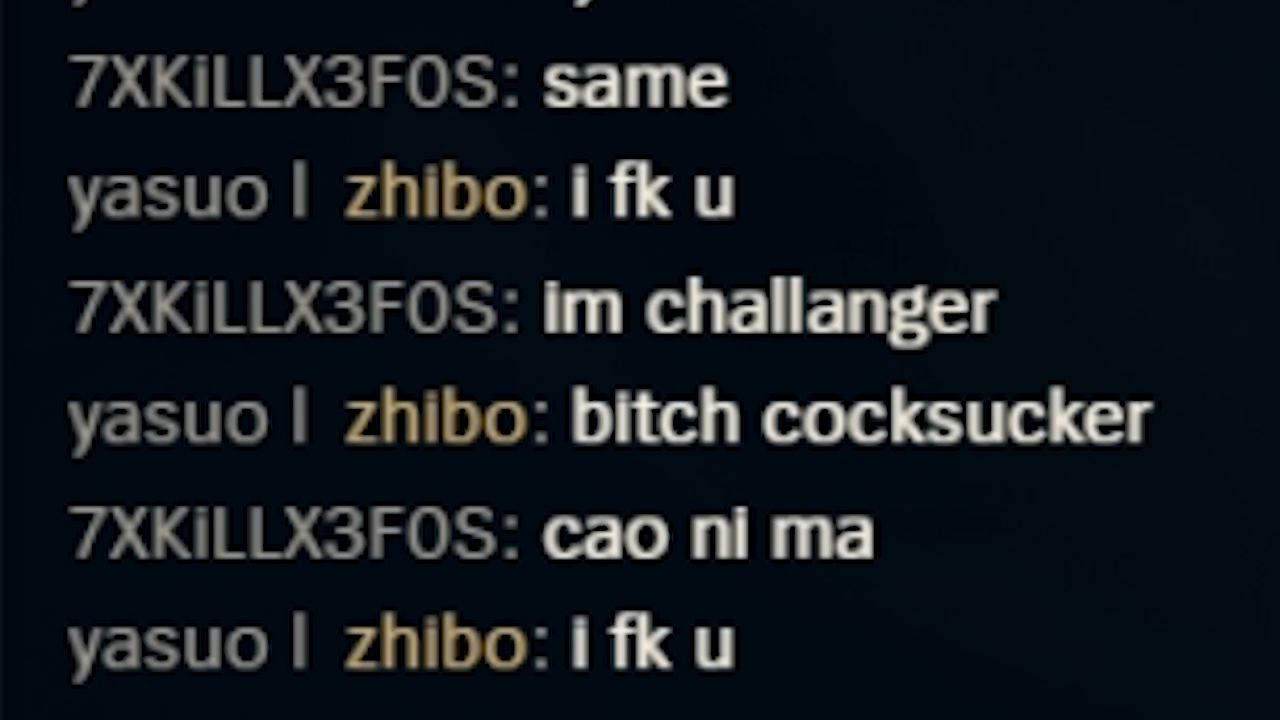 7XKiLLX3F0S: same
yasuo l zhibo: i fk u
7XKiLLX3F0S: im challanger
yasuo l zhibo: bitch cocksucker
7XKiLLX3F0S: cao ni ma
yasuo l zhibo: i fk u